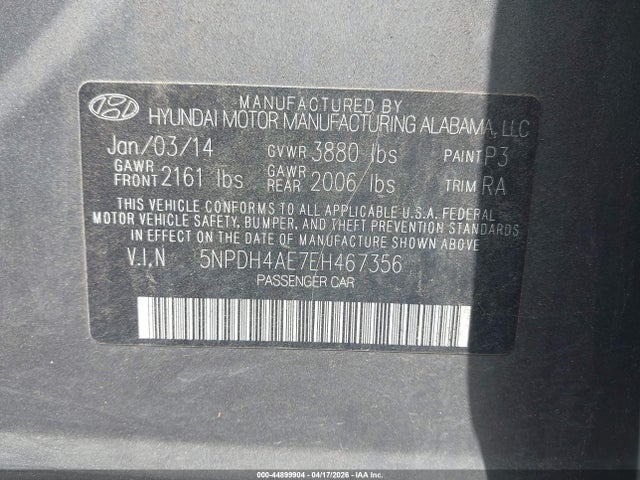 MANUFACTURED BY
HYUNDAI MOTOR MANUFACTURING ALABAMA, LLC
Jan/03/14 GVWR 3880 lbs PAINT P3
GAWR FRONT 2161 lbs GAWR REAR 2006 lbs TRIM RA
THIS VEHICLE CONFORMS TO ALL APPLICABLE U.S.A. FEDERAL
MOTOR VEHICLE SAFETY, BUMPER, AND THEFT PREVENTION STANDARDS
IN EFFECT ON THE DATE OF MANUFACTURE SHOWN ABOVE.
V.I.N 5NPDH4AE7EH467356
PASSENGER CAR
000-44899904 - 04/17/2026 - IAA Inc.